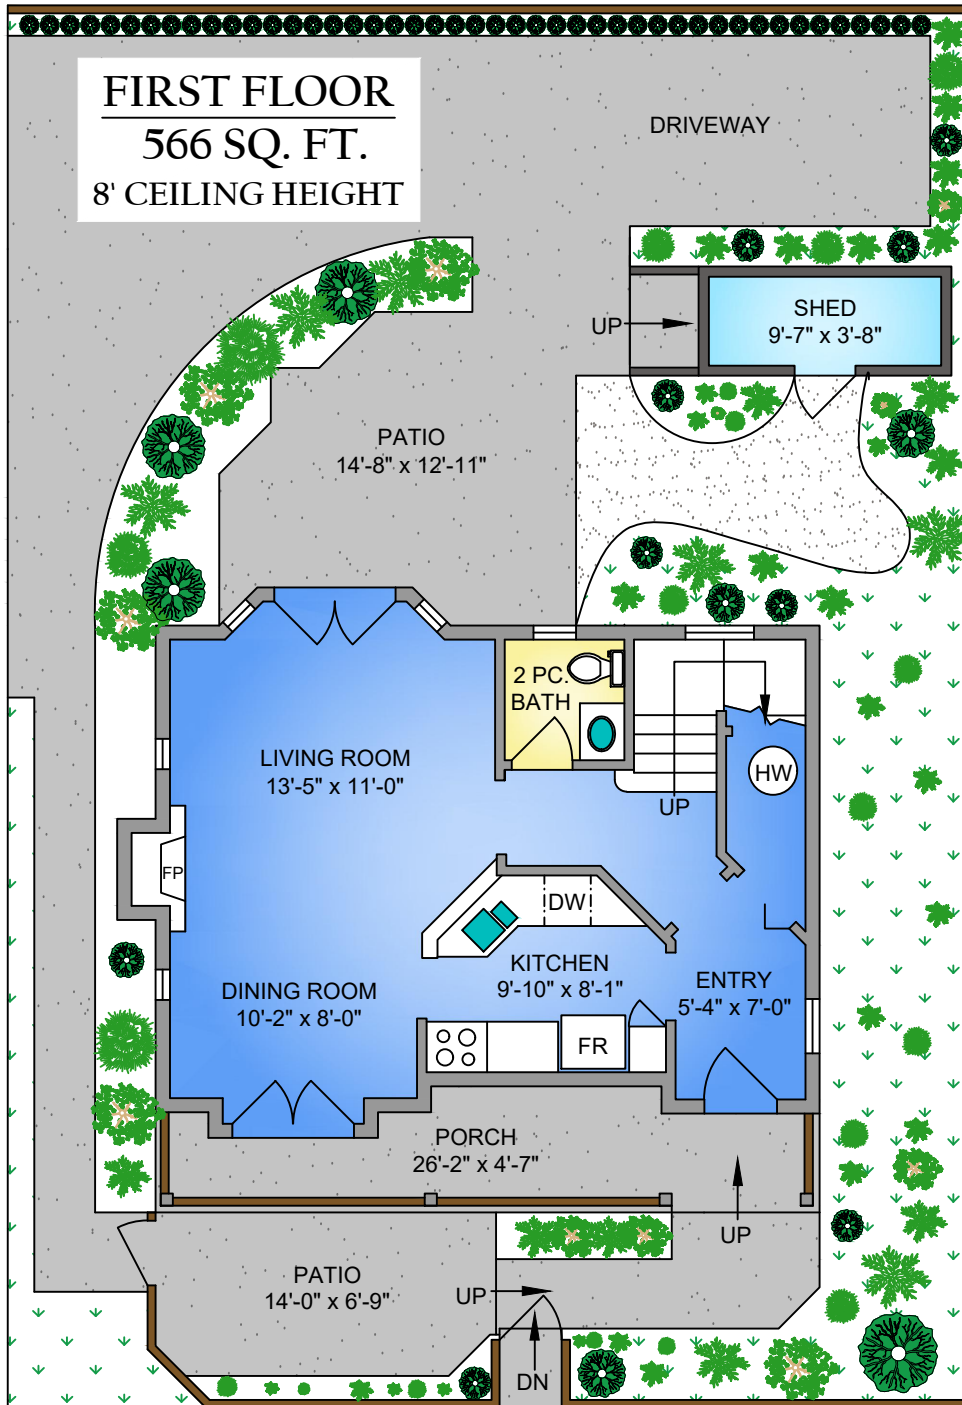 FIRST FLOOR
566 SQ. FT.
8' CEILING HEIGHT
DRIVEWAY
SHED
9'-7" x 3'-8"
UP
PATIO
14'-8" x 12'-11"
2 PC.
BATH
LIVING ROOM
13'-5" x 11'-0"
HW
UP
FP
DW
KITCHEN
9'-10" x 8'-1"
ENTRY
5'-4" x 7'-0"
DINING ROOM
10'-2" x 8'-0"
FR
PORCH
26'-2" x 4'-7"
UP
PATIO
14'-0" x 6'-9"
UP
DN